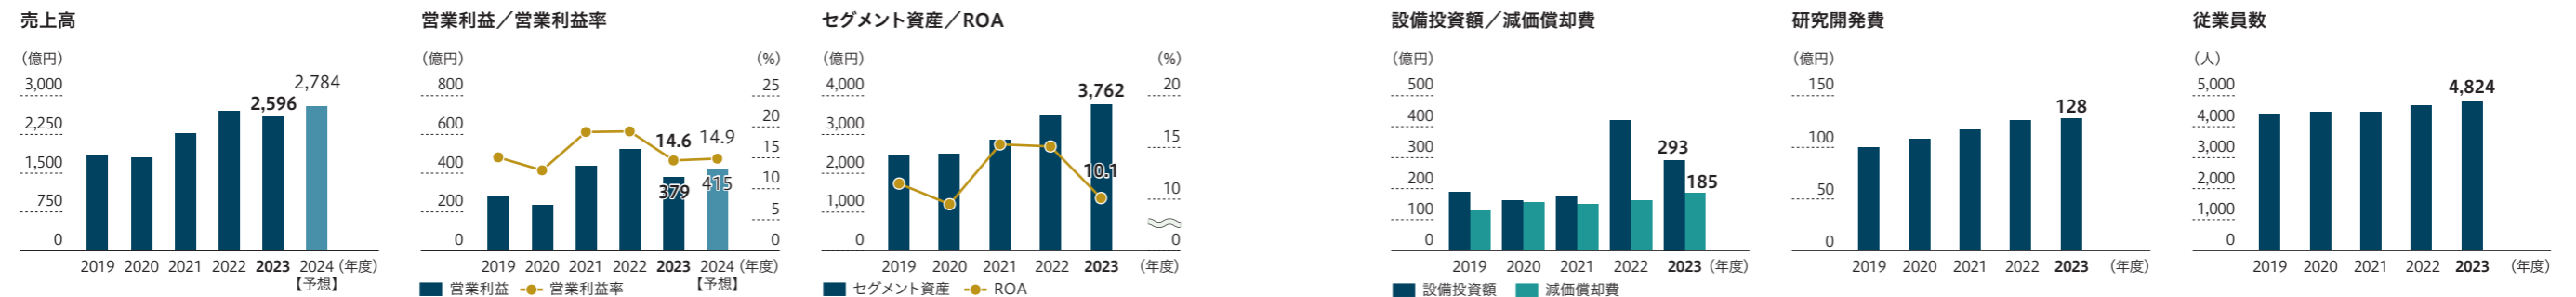 売上高
（億円）
3,000
2,250
1,500
750
0
2,596
2,784
2019 2020 2021 2022 2023 2024（年度）
【予想】
営業利益／営業利益率
（億円） （%）
800
600
400
200
0
25
20
15
10
5
0
14.6 14.9
379 415
2019 2020 2021 2022 2023 2024（年度）
【予想】
営業利益 営業利益率
セグメント資産／ROA
（億円） （%）
4,000
3,000
2,000
1,000
0
20
15
10
0
3,762
10.1
2019 2020 2021 2022 2023 （年度）
セグメント資産 ROA
設備投資額／減価償却費
（億円）
500
400
300
200
100
0
293
185
2019 2020 2021 2022 2023（年度）
設備投資額 減価償却費
研究開発費
（億円）
150
100
50
0
128
2019 2020 2021 2022 2023 （年度）
従業員数
（人）
5,000
4,000
3,000
2,000
1,000
0
4,824
2019 2020 2021 2022 2023 （年度）